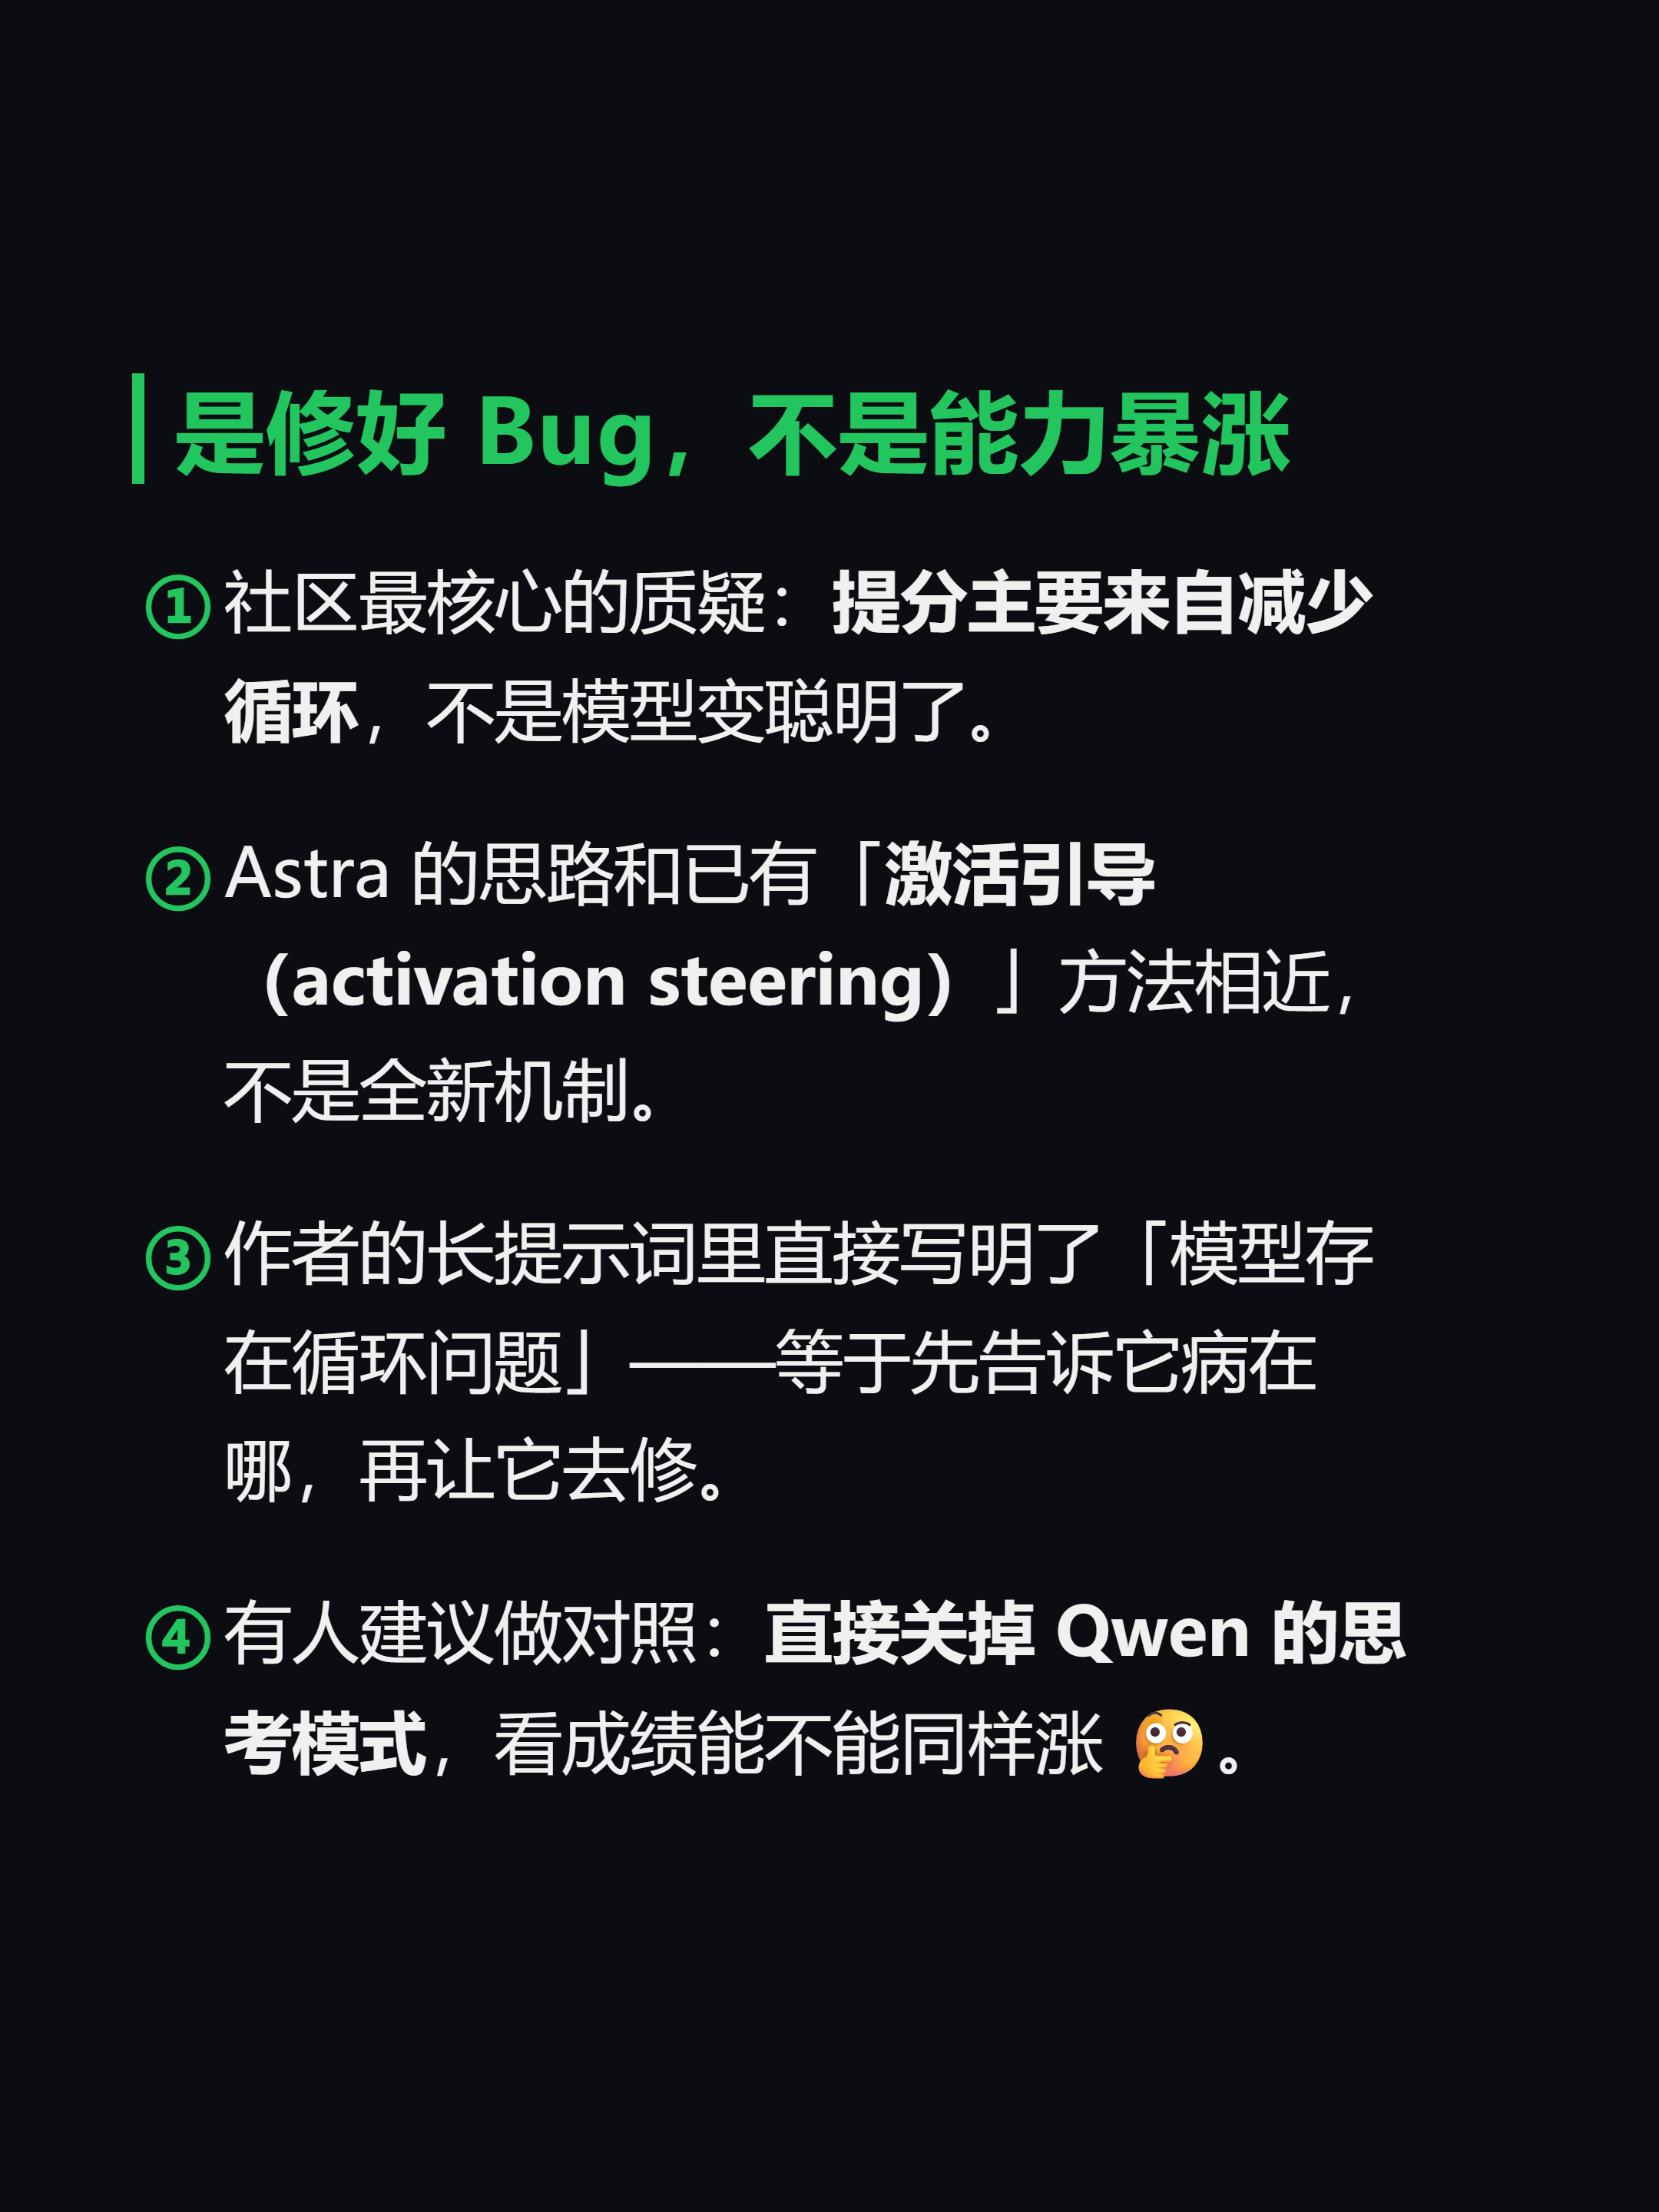 是修好 Bug，不是能力暴涨
① 社区最核心的质疑：提分主要来自减少
循环，不是模型变聪明了。
② Astra 的思路和已有「激活引导
（activation steering）」方法相近，
不是全新机制。
③ 作者的长提示词里直接写明了「模型存
在循环问题」——等于先告诉它病在
哪，再让它去修。
④ 有人建议做对照：直接关掉 Qwen 的思
考模式，看成绩能不能同样涨 🤔。